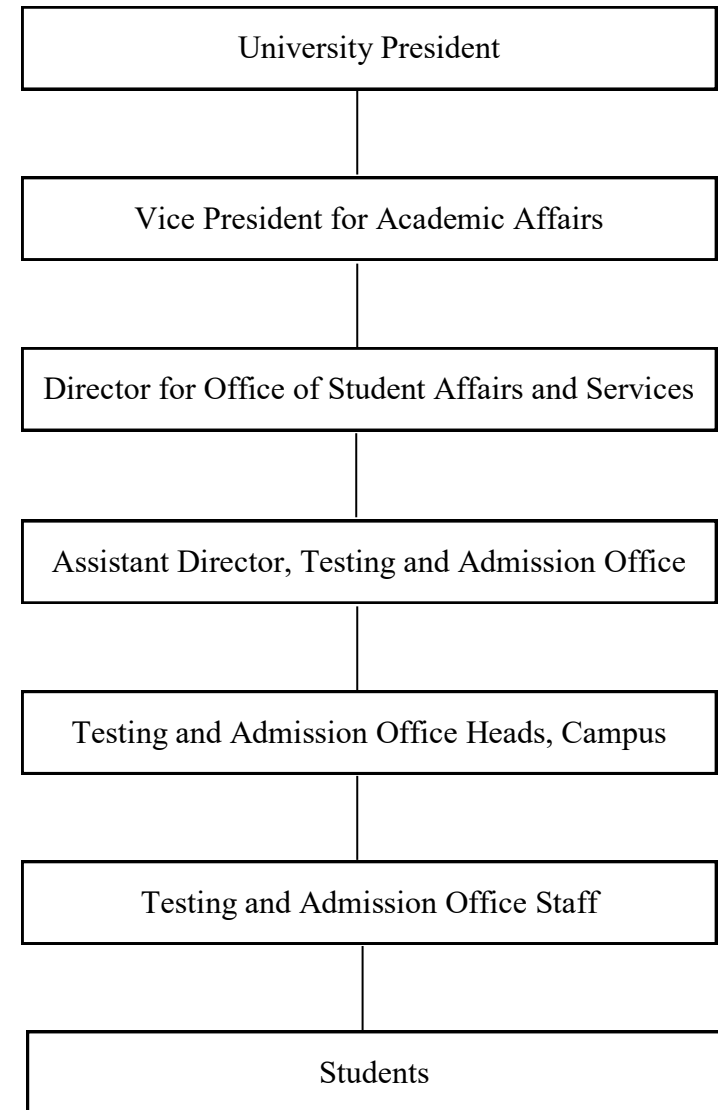 University President
Vice President for Academic Affairs
Director for Office of Student Affairs and Services
Assistant Director, Testing and Admission Office
Testing and Admission Office Heads, Campus
Testing and Admission Office Staff
Students